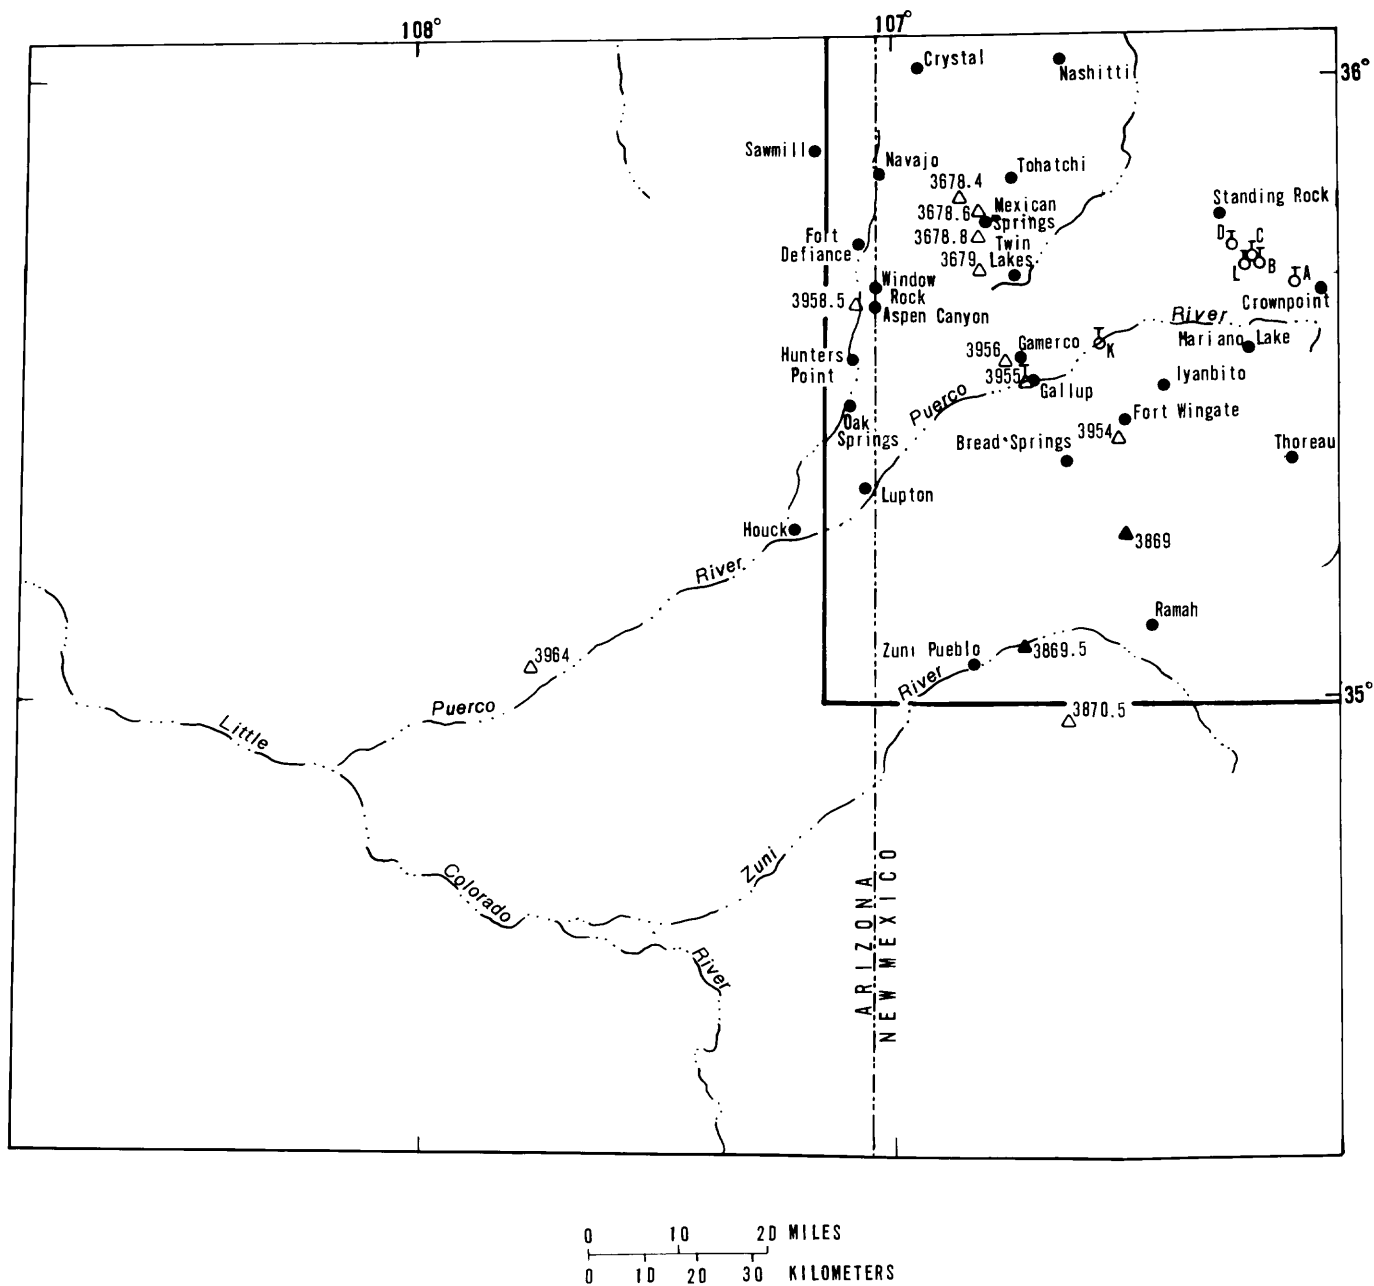 108°
107°
36°
Crystal
Nashitti
Sawmill
Navajo
Tohatchi
3678.4
Mexican
Springs
3678.6
3678.8
Standing Rock
Fort
Defiance
Twin
Lakes
3679
D
C
L
B
A
Window
Rock
3958.5
Aspen Canyon
Crownpoint
River
Mariano Lake
Hunters
Point
3956
Gamerco
K
3955
Gallup
Iyanbito
Puerco
Oak
Springs
Fort Wingate
3954
Bread Springs
Thoreau
Lupton
Houck
3869
River
Ramah
3964
Zuni Pueblo
3869.5
River
35°
3870.5
Puerco
Little
Zuni
Colorado
River
ARIZONA
NEW MEXICO
0 10 20 MILES
0 10 20 30 KILOMETERS